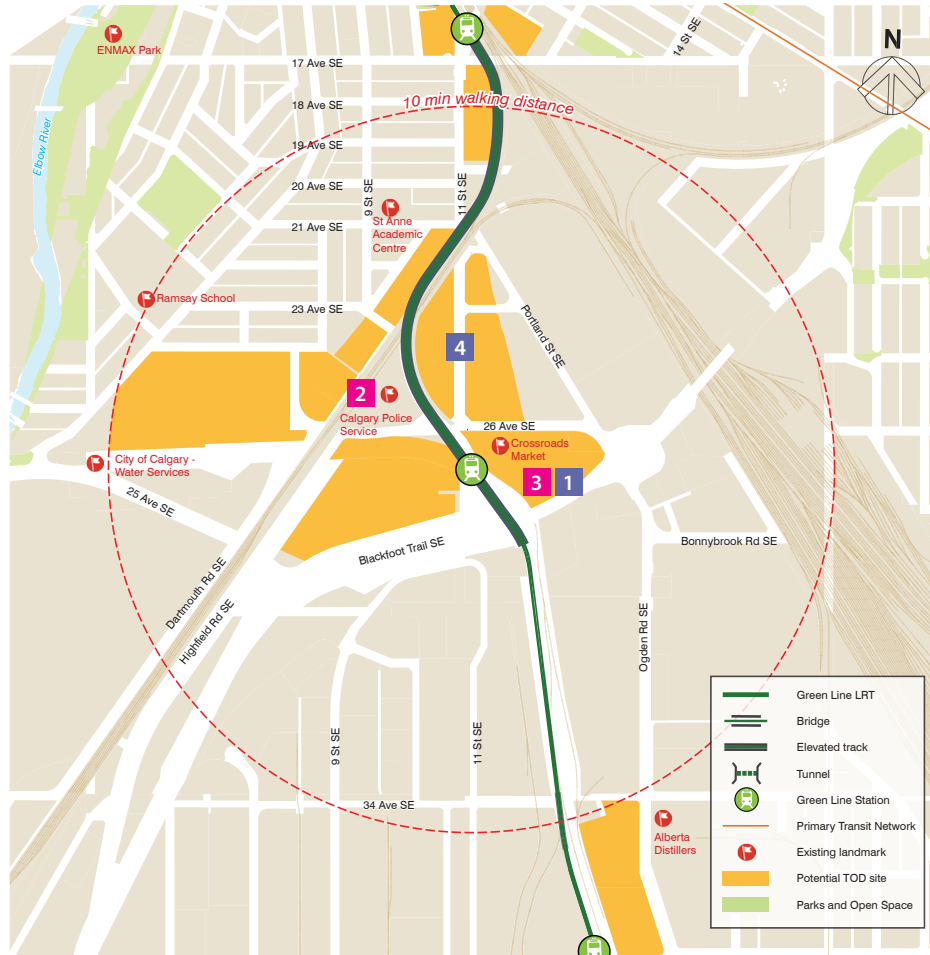 ENMAX Park
14 St SE
N
17 Ave SE
10 min walking distance
18 Ave SE
Elbow River
19 Ave SE
20 Ave SE
9 St SE
11 St SE
St Anne
Academic
Centre
21 Ave SE
Ramsay School
23 Ave SE
Portland St SE
4
2
Calgary Police
Service
26 Ave SE
Crossroads
Market
City of Calgary -
Water Services
3
1
25 Ave SE
Blackfoot Trail SE
Bonnybrook Rd SE
Dartmouth Rd SE
Highfield Rd SE
Ogden Rd SE
9 St SE
11 St SE
34 Ave SE
Alberta
Distillers
Green Line LRT
Bridge
Elevated track
Tunnel
Green Line Station
Primary Transit Network
Existing landmark
Potential TOD site
Parks and Open Space